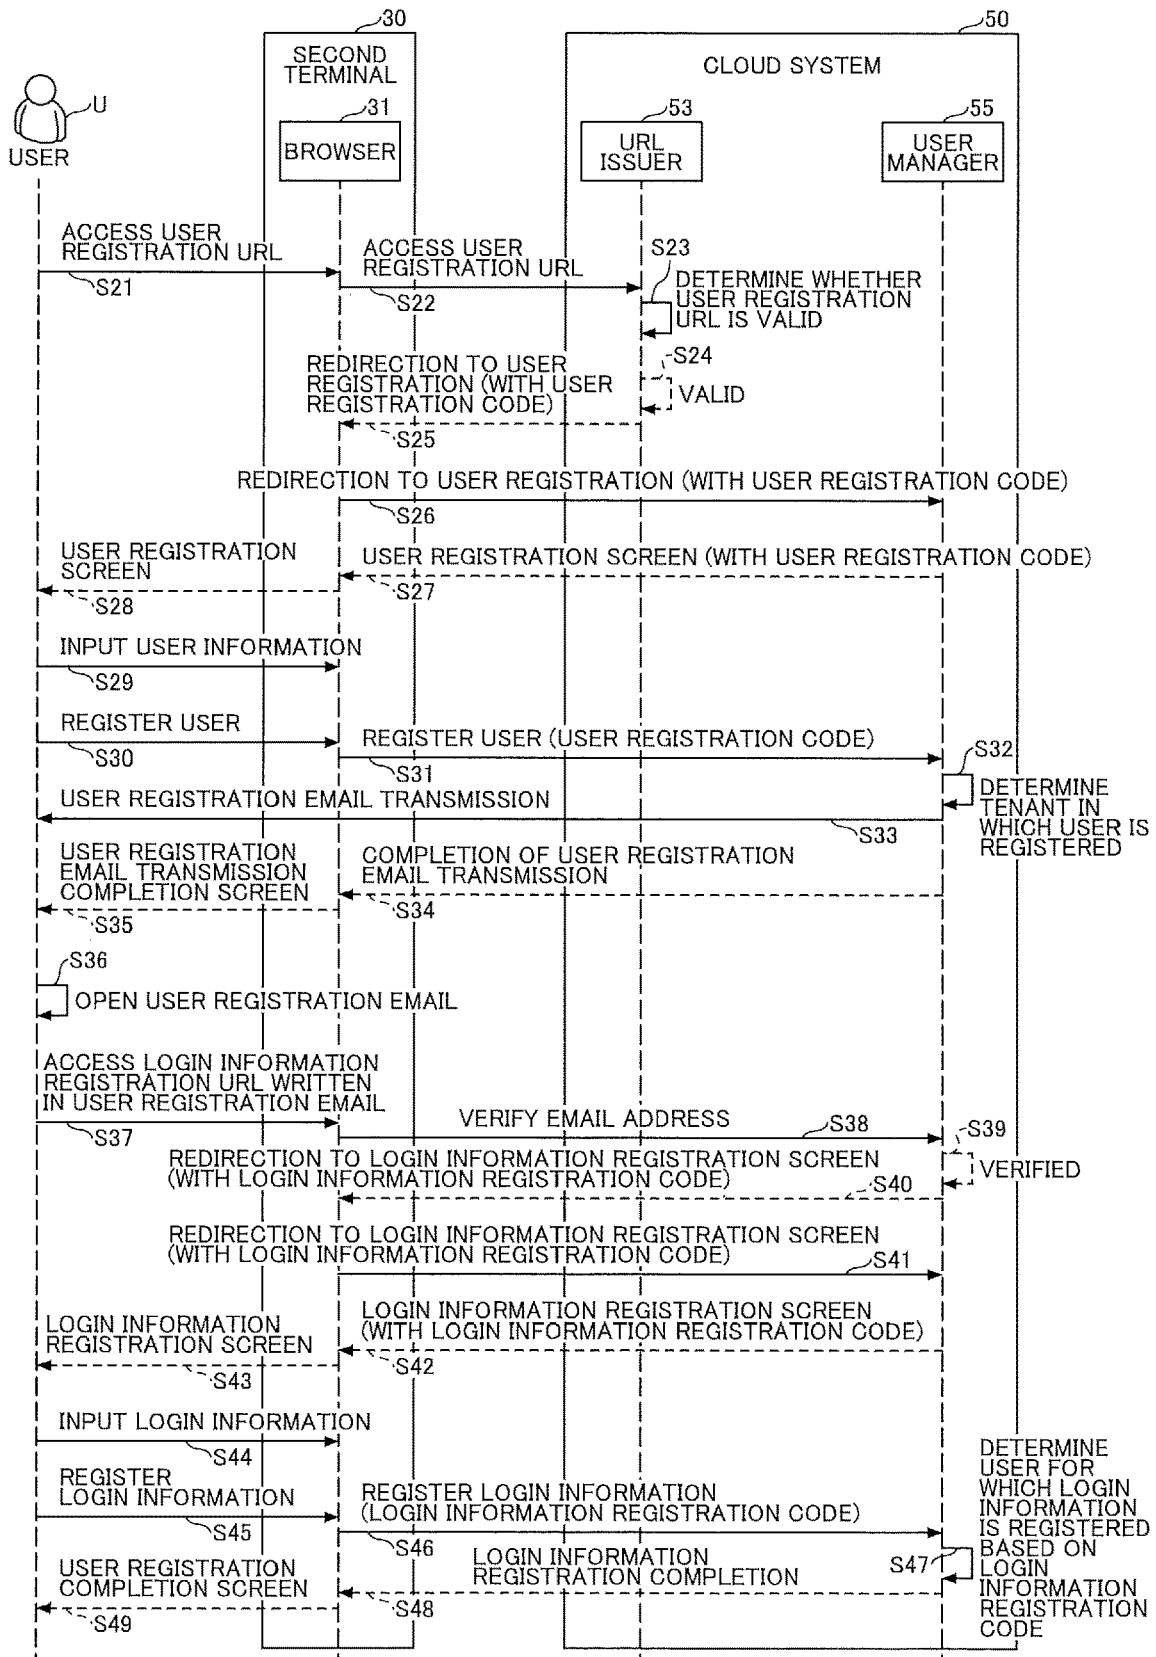 30
50
SECOND
TERMINAL
CLOUD SYSTEM
U
USER
31
BROWSER
53
URL
ISSUER
55
USER
MANAGER
ACCESS USER
REGISTRATION URL
S21
ACCESS USER
REGISTRATION URL
S22
S23
DETERMINE WHETHER
USER REGISTRATION
URL IS VALID
S24
VALID
REDIRECTION TO USER
REGISTRATION (WITH USER
REGISTRATION CODE)
S25
REDIRECTION TO USER REGISTRATION (WITH USER REGISTRATION CODE)
S26
USER REGISTRATION SCREEN (WITH USER REGISTRATION CODE)
S27
USER REGISTRATION
SCREEN
S28
INPUT USER INFORMATION
S29
REGISTER USER
S30
REGISTER USER (USER REGISTRATION CODE)
S31
S32
DETERMINE
TENANT IN
WHICH USER IS
REGISTERED
USER REGISTRATION EMAIL TRANSMISSION
S33
COMPLETION OF USER REGISTRATION
EMAIL TRANSMISSION
S34
USER REGISTRATION
EMAIL TRANSMISSION
COMPLETION SCREEN
S35
S36
OPEN USER REGISTRATION EMAIL
ACCESS LOGIN INFORMATION
REGISTRATION URL WRITTEN
IN USER REGISTRATION EMAIL
S37
VERIFY EMAIL ADDRESS
S38
S39
VERIFIED
REDIRECTION TO LOGIN INFORMATION REGISTRATION SCREEN
(WITH LOGIN INFORMATION REGISTRATION CODE)
S40
REDIRECTION TO LOGIN INFORMATION REGISTRATION SCREEN
(WITH LOGIN INFORMATION REGISTRATION CODE)
S41
LOGIN INFORMATION REGISTRATION SCREEN
(WITH LOGIN INFORMATION REGISTRATION CODE)
S42
LOGIN INFORMATION
REGISTRATION SCREEN
S43
INPUT LOGIN INFORMATION
S44
REGISTER
LOGIN INFORMATION
S45
REGISTER LOGIN INFORMATION
(LOGIN INFORMATION REGISTRATION CODE)
S46
S47
DETERMINE
USER FOR
WHICH LOGIN
INFORMATION
IS REGISTERED
BASED ON
LOGIN
INFORMATION
REGISTRATION
CODE
LOGIN INFORMATION
REGISTRATION COMPLETION
S48
USER REGISTRATION
COMPLETION SCREEN
S49